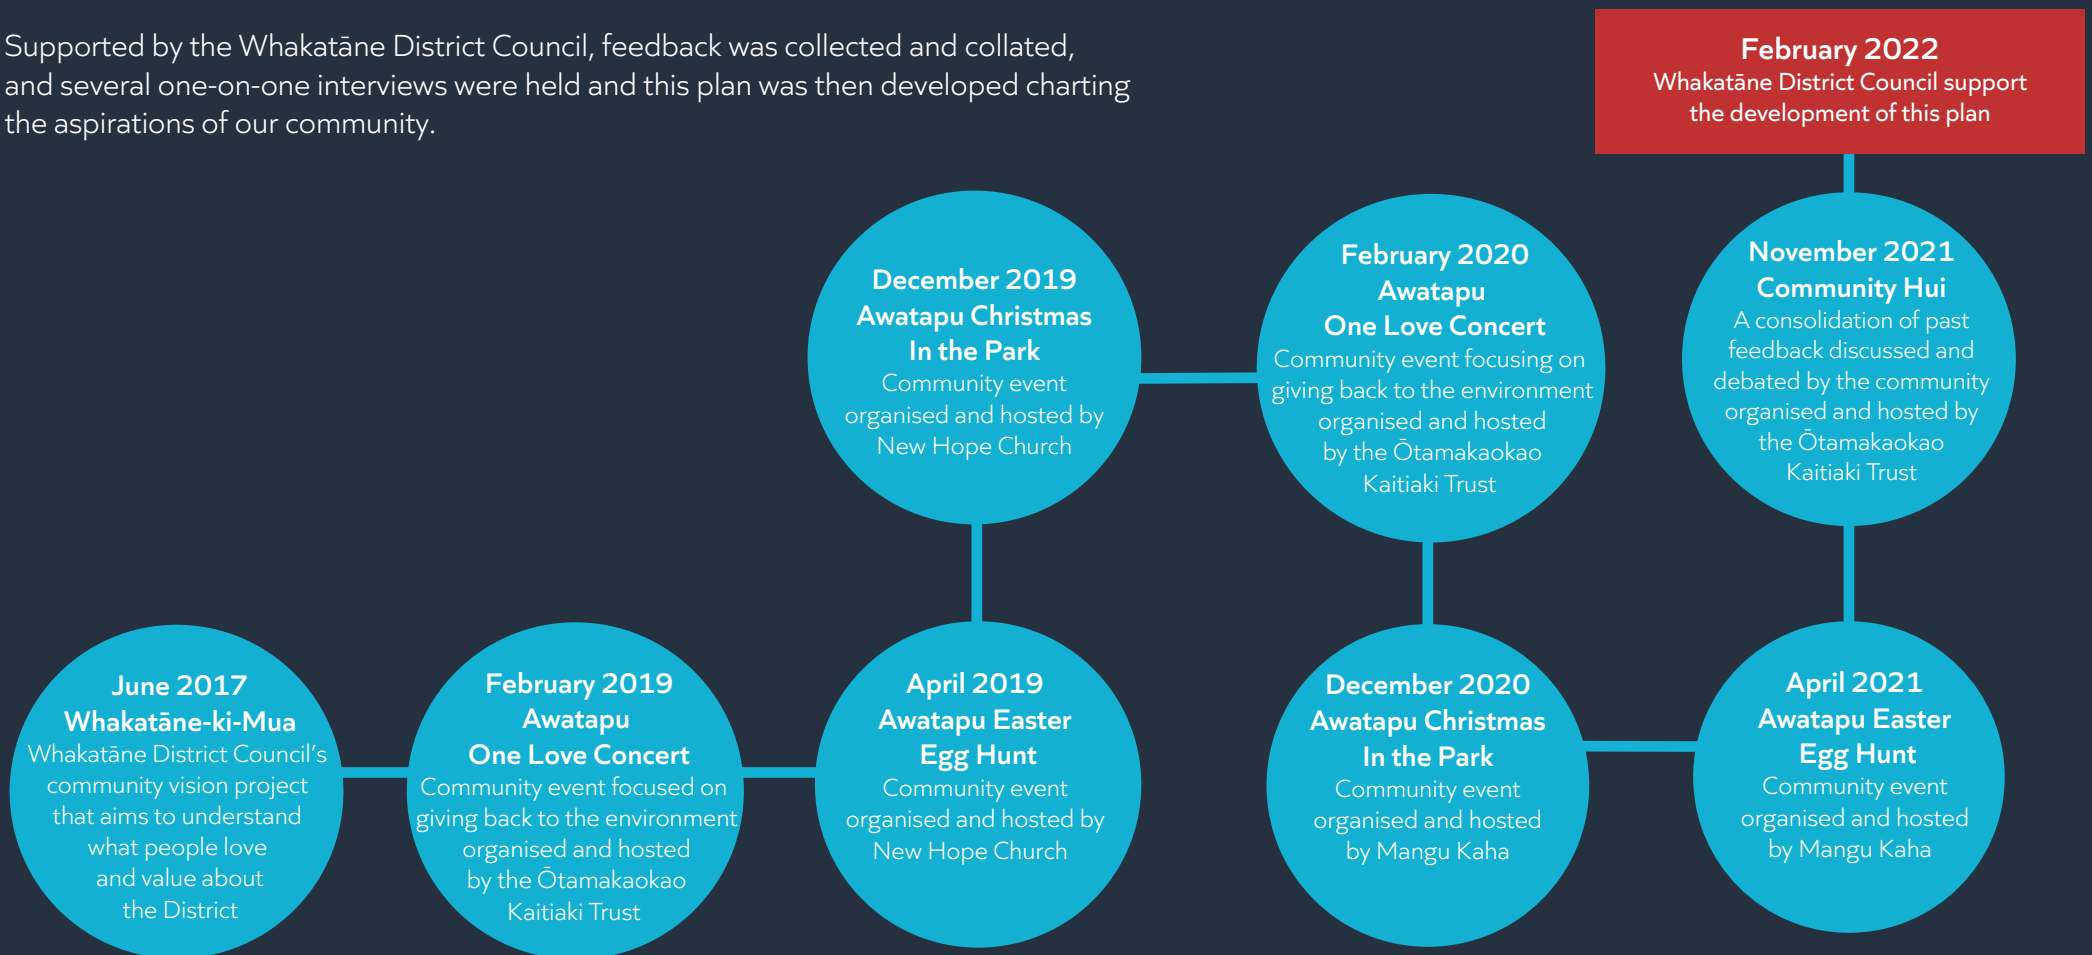 Supported by the Whakatāne District Council, feedback was collected and collated,
and several one-on-one interviews were held and this plan was then developed charting
the aspirations of our community.
June 2017
Whakatāne-ki-Mua
Whakatāne District Council's
community vision project
that aims to understand
what people love
and value about
the District
February 2019
Awatapu
One Love Concert
Community event focused on
giving back to the environment
organised and hosted
by the Ōtamakaokao
Kaitiaki Trust
April 2019
Awatapu Easter
Egg Hunt
Community event
organised and hosted by
New Hope Church
December 2019
Awatapu Christmas
In the Park
Community event
organised and hosted by
New Hope Church
February 2020
Awatapu
One Love Concert
Community event focusing on
giving back to the environment
organised and hosted
by the Ōtamakaokao
Kaitiaki Trust
December 2020
Awatapu Christmas
In the Park
Community event
organised and hosted
by Mangu Kaha
April 2021
Awatapu Easter
Egg Hunt
Community event
organised and hosted
by Mangu Kaha
November 2021
Community Hui
A consolidation of past
feedback discussed and
debated by the community
organised and hosted by
the Ōtamakaokao
Kaitiaki Trust
February 2022
Whakatāne District Council support
the development of this plan